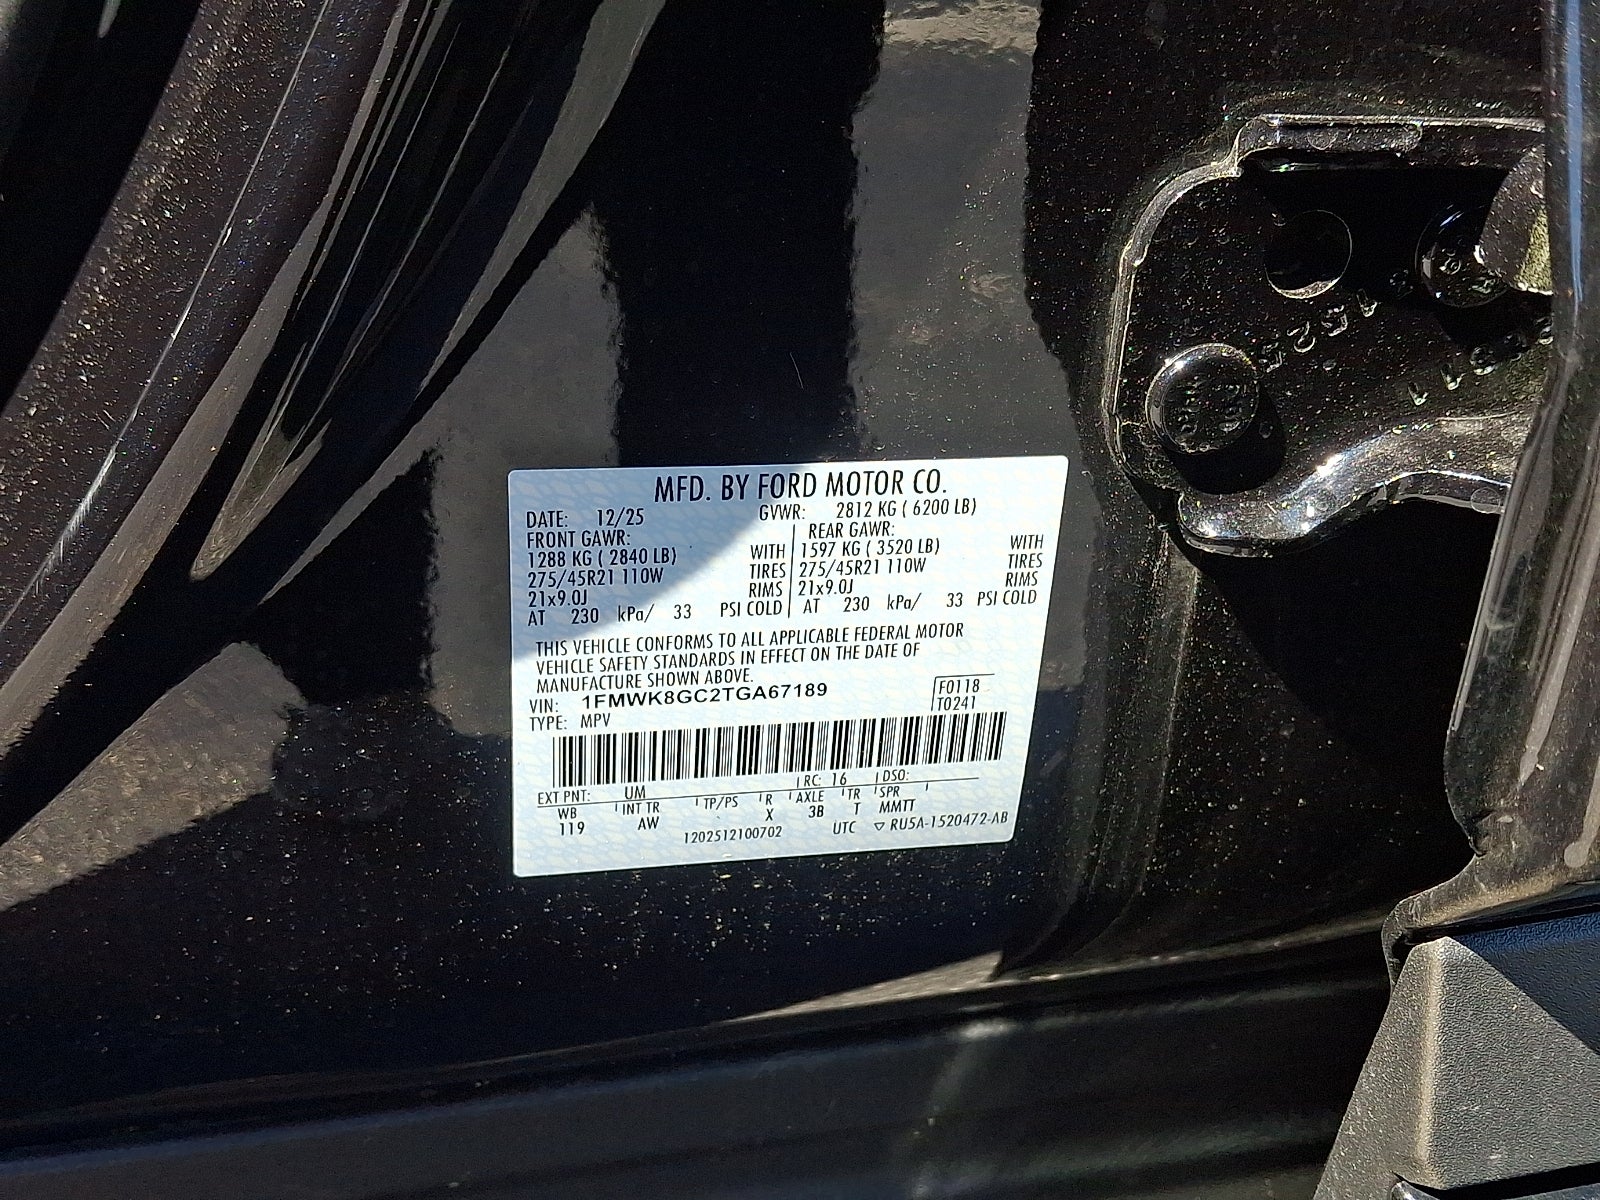 MFD. BY FORD MOTOR CO.
DATE: 12/25 GVWR: 2812 KG ( 6200 LB)
FRONT GAWR: REAR GAWR:
1288 KG ( 2840 LB) WITH 1597 KG ( 3520 LB) WITH
275/45R21 110W TIRES 275/45R21 110W TIRES
21x9.0J RIMS 21x9.0J RIMS
AT 230 kPa/ 33 PSI COLD AT 230 kPa/ 33 PSI COLD
THIS VEHICLE CONFORMS TO ALL APPLICABLE FEDERAL MOTOR
VEHICLE SAFETY STANDARDS IN EFFECT ON THE DATE OF
MANUFACTURE SHOWN ABOVE.
VIN: 1FMWK8GC2TGA67189 F0118
TYPE: MPV T0241
EXT PNT: UM RC: 16 DSO:
WB INT TR TP/PS R AXLE TR SPR
119 AW X 3B T MMTT
1202512100702 UTC ▽ RU5A-1520472-AB